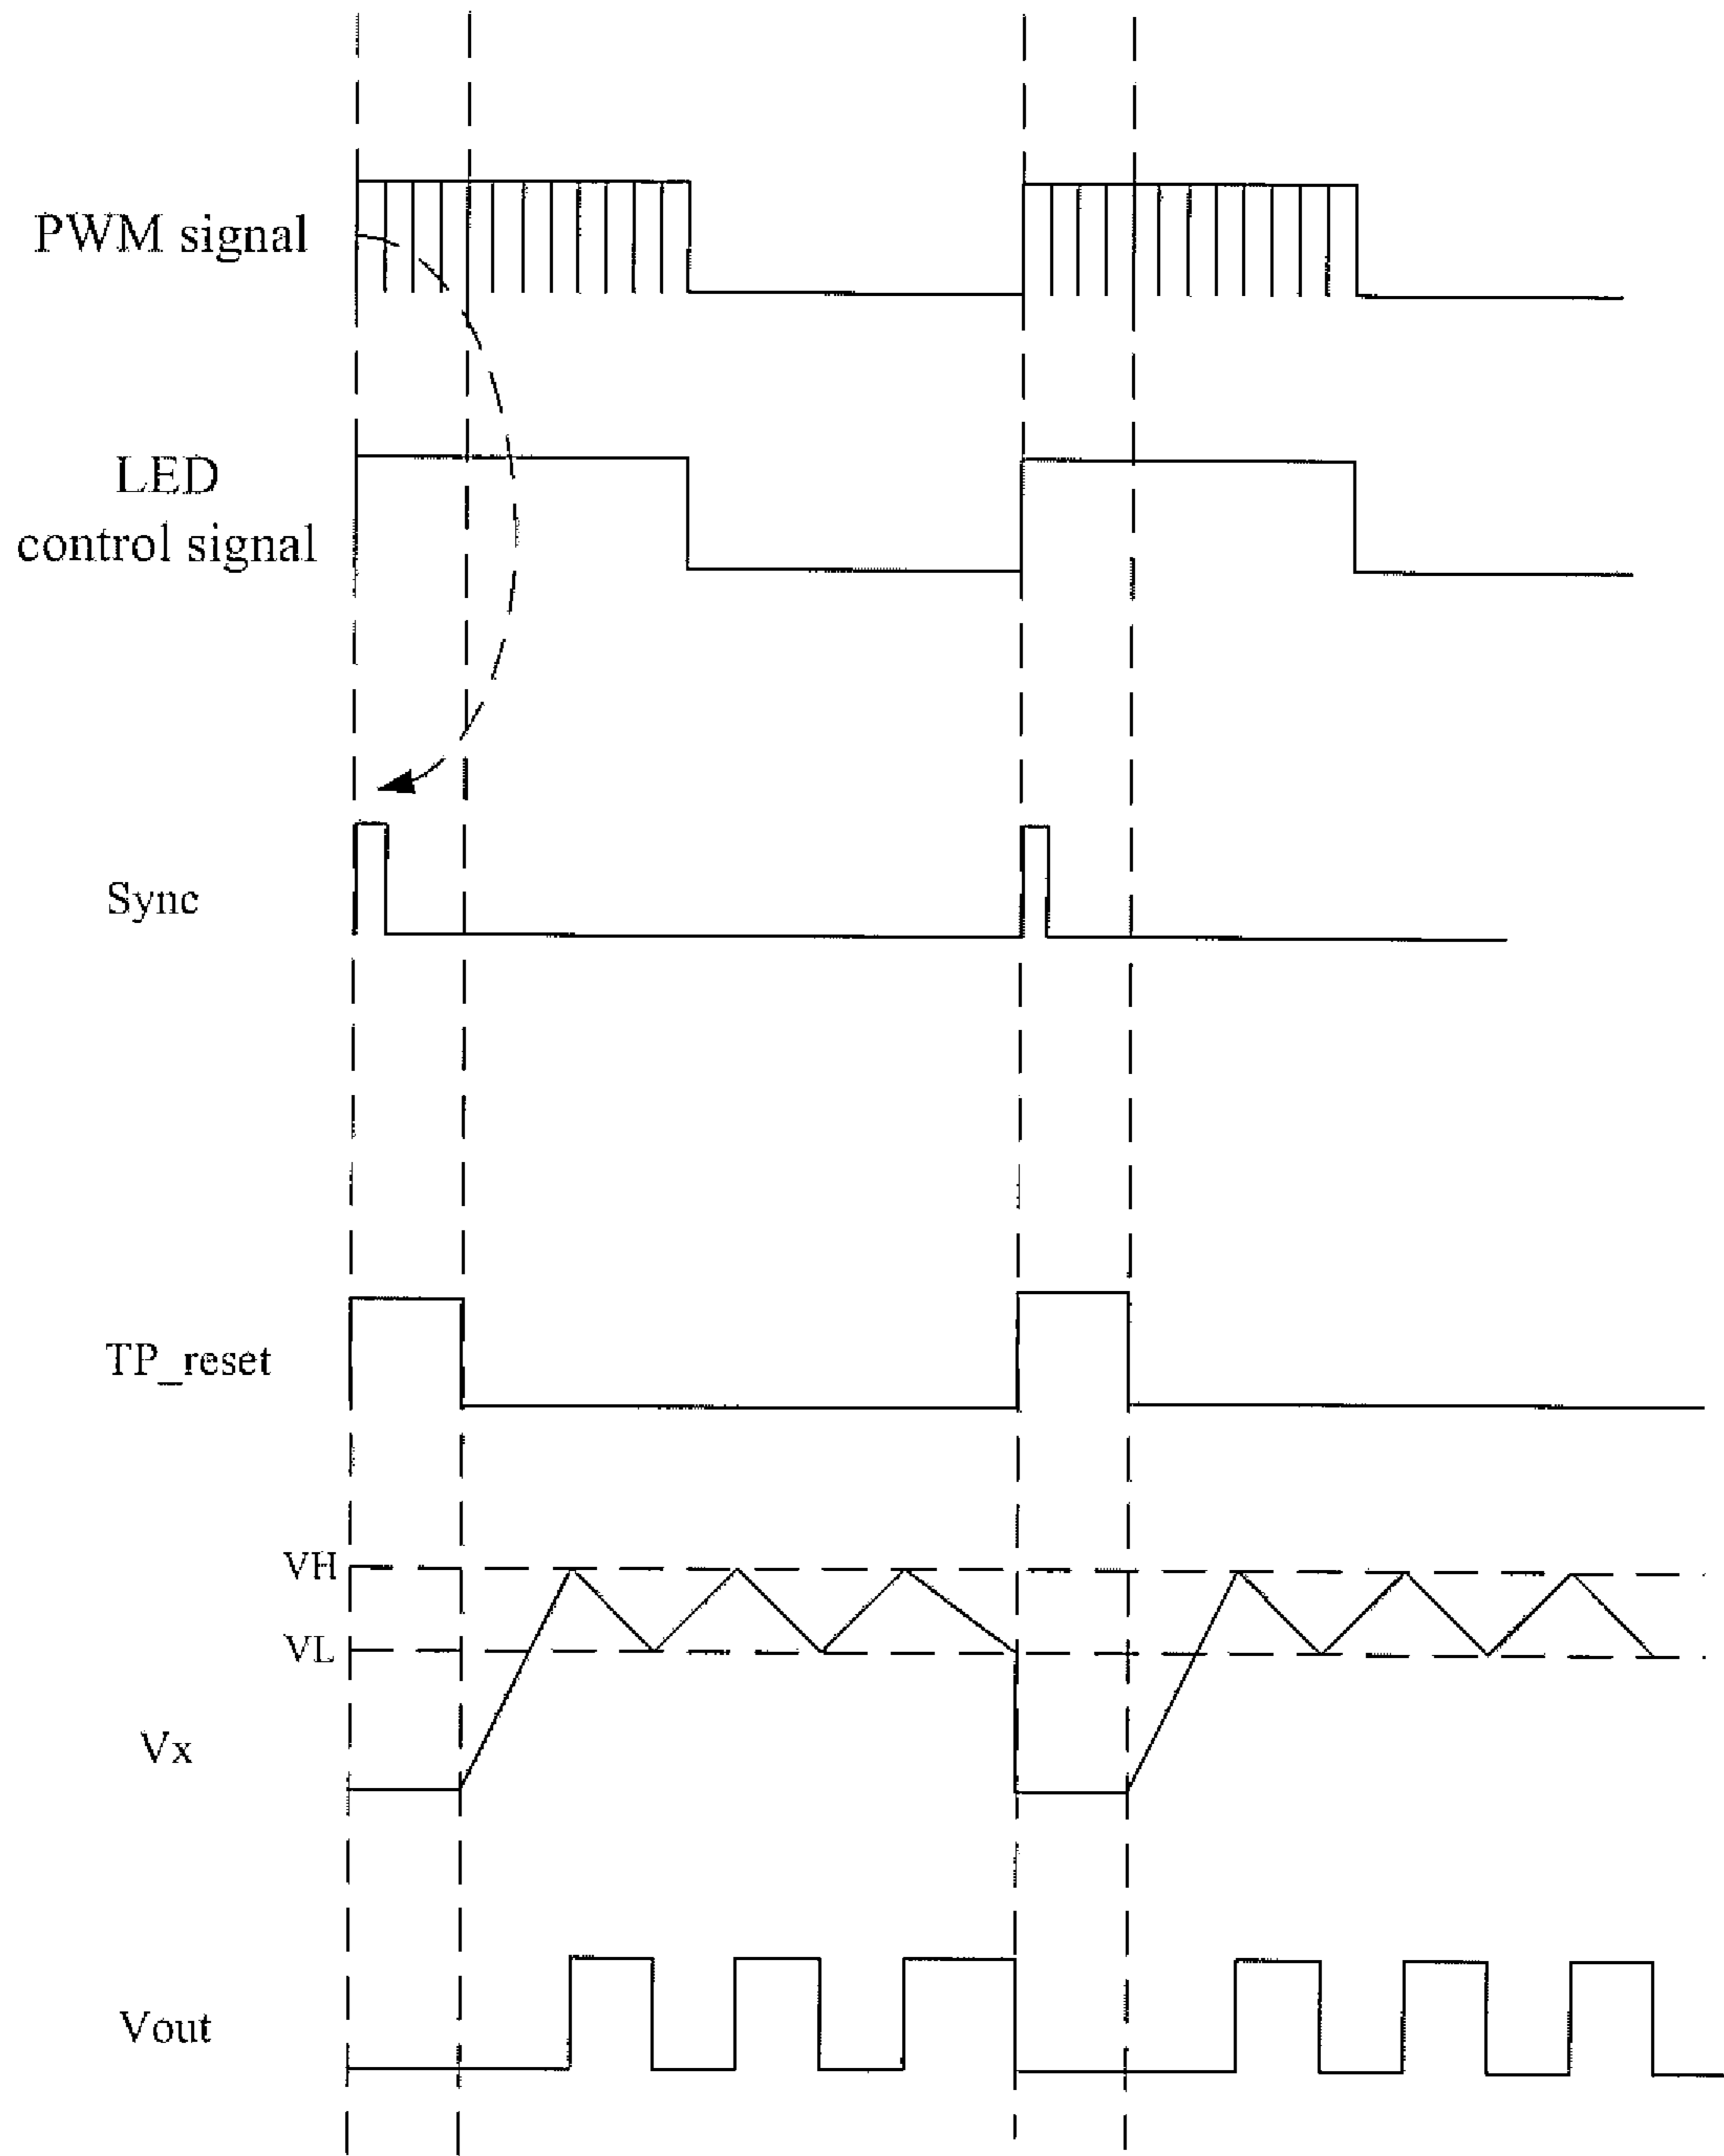 PWM signal
LED
control signal
Sync
TP_reset
VH
VL
Vx
Vout